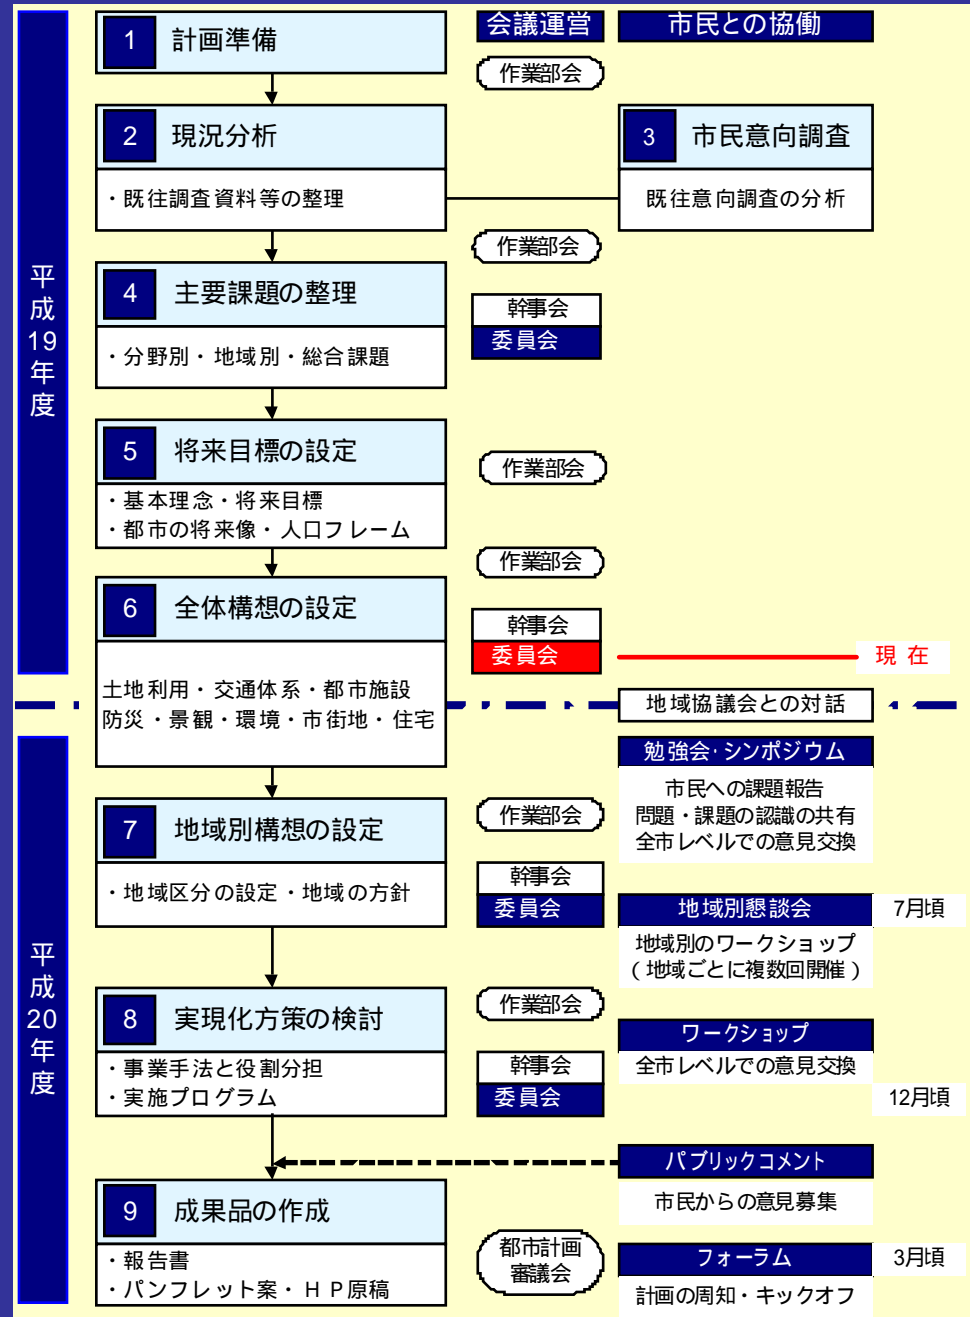 会議運営
市民との協働
1 計画準備
作業部会
2 現況分析
・既往調査資料等の整理
3 市民意向調査
既往意向調査の分析
作業部会
4 主要課題の整理
・分野別・地域別・総合課題
幹事会
委員会
平成19年度
5 将来目標の設定
・基本理念・将来目標
・都市の将来像・人口フレーム
作業部会
作業部会
6 全体構想の設定
土地利用・交通体系・都市施設
防災・景観・環境・市街地・住宅
幹事会
委員会
現在
地域協議会との対話
勉強会・シンポジウム
市民への課題報告
問題・課題の認識の共有
全市レベルでの意見交換
7 地域別構想の設定
・地域区分の設定・地域の方針
作業部会
幹事会
委員会
地域別懇談会
7月頃
地域別のワークショップ
(地域ごとに複数回開催)
平成20年度
8 実現化方策の検討
・事業手法と役割分担
・実施プログラム
作業部会
幹事会
委員会
ワークショップ
全市レベルでの意見交換
12月頃
パブリックコメント
市民からの意見募集
9 成果品の作成
・報告書
・パンフレット案・HP原稿
都市計画
審議会
フォーラム
3月頃
計画の周知・キックオフ